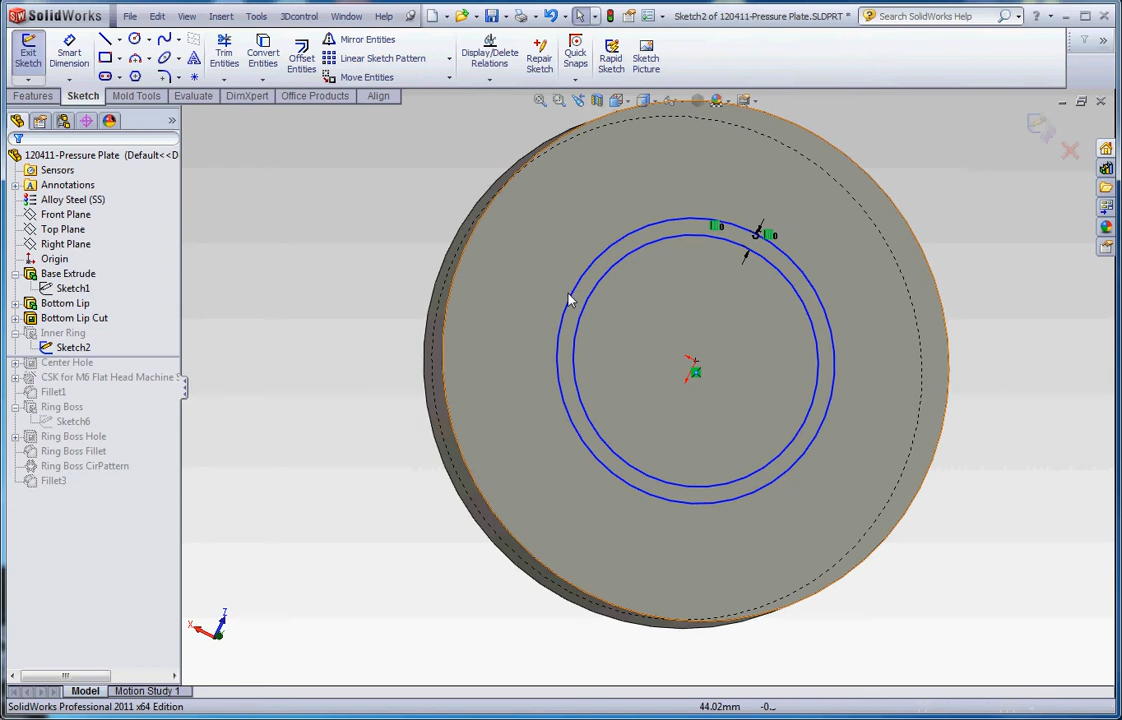 SolidWorks File Edit View Insert Tools 3Dcontrol Window Help Sketch2 of 120411-Pressure Plate.SLDPRT * Search SolidWorks Help
Exit Sketch
Smart Dimension
Trim Entities
Convert Entities
Offset Entities
Mirror Entities
Linear Sketch Pattern
Move Entities
Display/Delete Relations
Repair Sketch
Quick Snaps
Rapid Sketch
Sketch Picture
Features Sketch Mold Tools Evaluate DimXpert Office Products Align
120411-Pressure Plate (Default<<D
Sensors
Annotations
Alloy Steel (SS)
Front Plane
Top Plane
Right Plane
Origin
Base Extrude
Sketch1
Bottom Lip
Bottom Lip Cut
Inner Ring
Sketch2
Center Hole
CSK for M6 Flat Head Machine S
Fillet1
Ring Boss
Sketch6
Ring Boss Hole
Ring Boss Fillet
Ring Boss CirPattern
Fillet3
0
0
5
X Z
Model Motion Study 1
SolidWorks Professional 2011 x64 Edition 44.02mm -0...